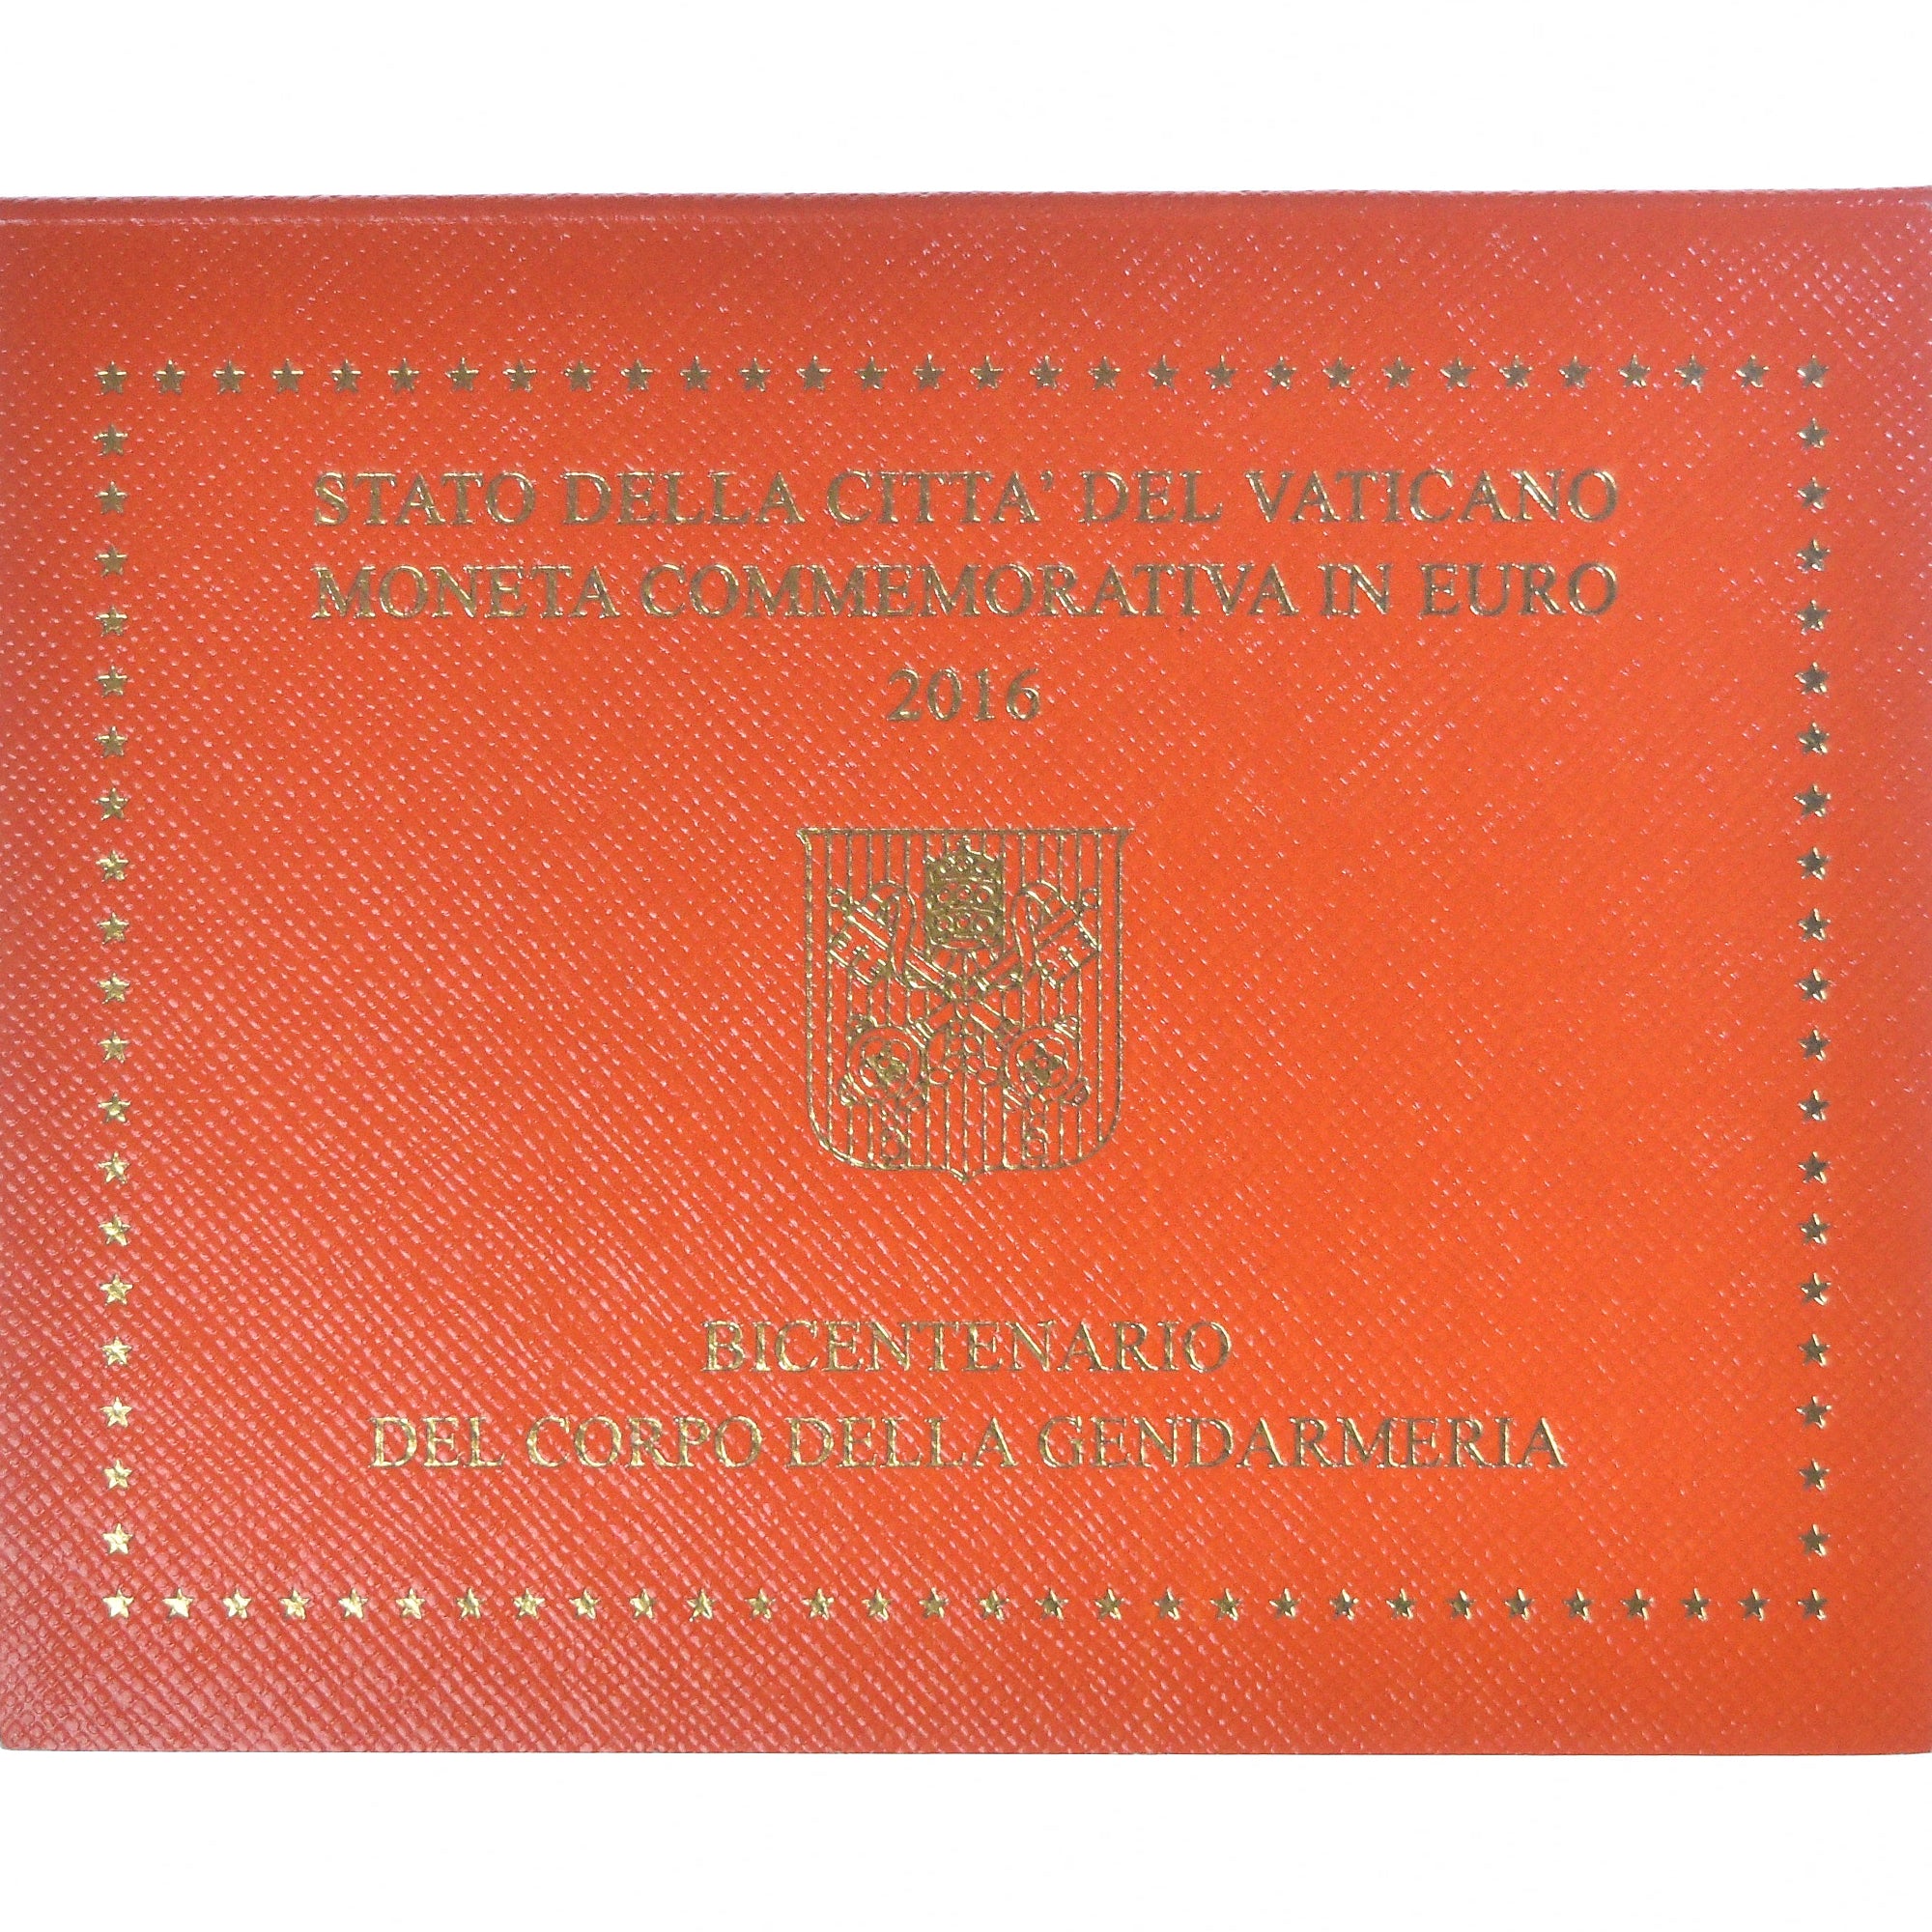 STATO DELLA CITTA' DEL VATICANO
MONETA COMMEMORATIVA IN EURO
2016
BICENTENARIO
DEL CORPO DELLA GENDARMERIA